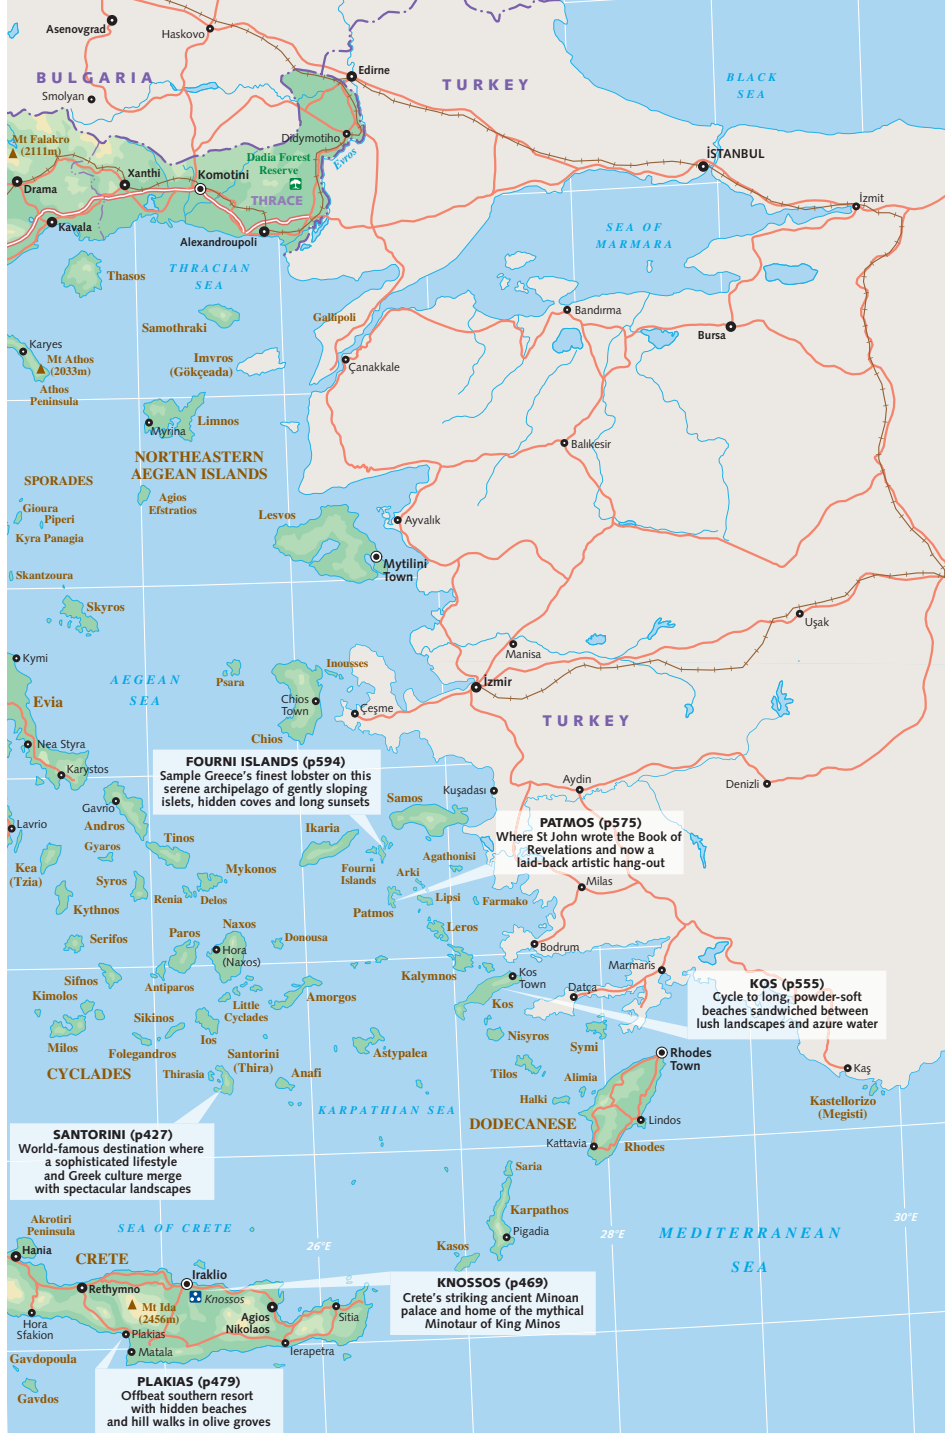 Asenovgrad
Haskovo
BULGARIA
Smolyan
Edirne
TURKEY
BLACK
SEA
Didymotiho
Mt Falakro
(2111m)
Xanthi
Komotini
Dadia Forest
Reserve
Evros
İSTANBUL
Drama
THRACE
İzmit
Kavala
Alexandroupoli
SEA OF
MARMARA
THRACIAN
SEA
Thasos
Samothraki
Gallipoli
Bandırma
Bursa
Karyes
Mt Athos
(2033m)
Imvros
(Gökçeada)
Çanakkale
Athos
Peninsula
Myrina
Limnos
Balıkesir
NORTHEASTERN
AEGEAN ISLANDS
SPORADES
Agios
Efstratios
Gioura
Piperi
Lesvos
Ayvalık
Kyra Panagia
Mytilini
Town
Skantzoura
Skyros
Uşak
Kymi
Manisa
Inousses
AEGEAN
SEA
Psara
İzmir
Evia
Chios
Town
Çeşme
TURKEY
Chios
Nea Styra
Karystos
FOURNI ISLANDS (p594)
Sample Greece's finest lobster on this
serene archipelago of gently sloping
islets, hidden coves and long sunsets
Kuşadası
Aydin
Denizli
Gavrio
Samos
Lavrio
Andros
Ikaria
PATMOS (p575)
Where St John wrote the Book of
Revelations and now a
laid-back artistic hang-out
Gyaros
Tinos
Kea
(Tzia)
Mykonos
Fourni
Islands
Agathonisi
Arki
Syros
Milas
Kythnos
Renia
Delos
Patmos
Lipsi
Farmako
Serifos
Paros
Naxos
Leros
Donousa
Hora
(Naxos)
Bodrum
Sifnos
Antiparos
Kalymnos
Kos
Town
Marmaris
Kimolos
Amorgos
Datça
KOS (p555)
Cycle to long, powder-soft
beaches sandwiched between
lush landscapes and azure water
Little
Cyclades
Kos
Sikinos
Milos
Folegandros
Ios
Nisyros
Symi
Astypalea
Santorini
(Thira)
Rhodes
Town
CYCLADES
Thirasia
Anafi
Tilos
Alimia
Kaş
Halki
Kastellorizo
(Megisti)
KARPATHIAN SEA
DODECANESE
Lindos
SANTORINI (p427)
World-famous destination where
a sophisticated lifestyle
and Greek culture merge
with spectacular landscapes
Kattavia
Rhodes
Saria
Akrotiri
Peninsula
SEA OF CRETE
Karpathos
Pigadia
MEDITERRANEAN
SEA
26°E
28°E
30°E
Hania
CRETE
Kasos
Iraklio
Rethymno
Knossos
KNOSSOS (p469)
Crete's striking ancient Minoan
palace and home of the mythical
Minotaur of King Minos
Mt Ida
(2456m)
Agios
Nikolaos
Sitia
Hora
Sfakion
Plakias
Matala
Ierapetra
Gavdopoula
Gavdos
PLAKIAS (p479)
Offbeat southern resort
with hidden beaches
and hill walks in olive groves